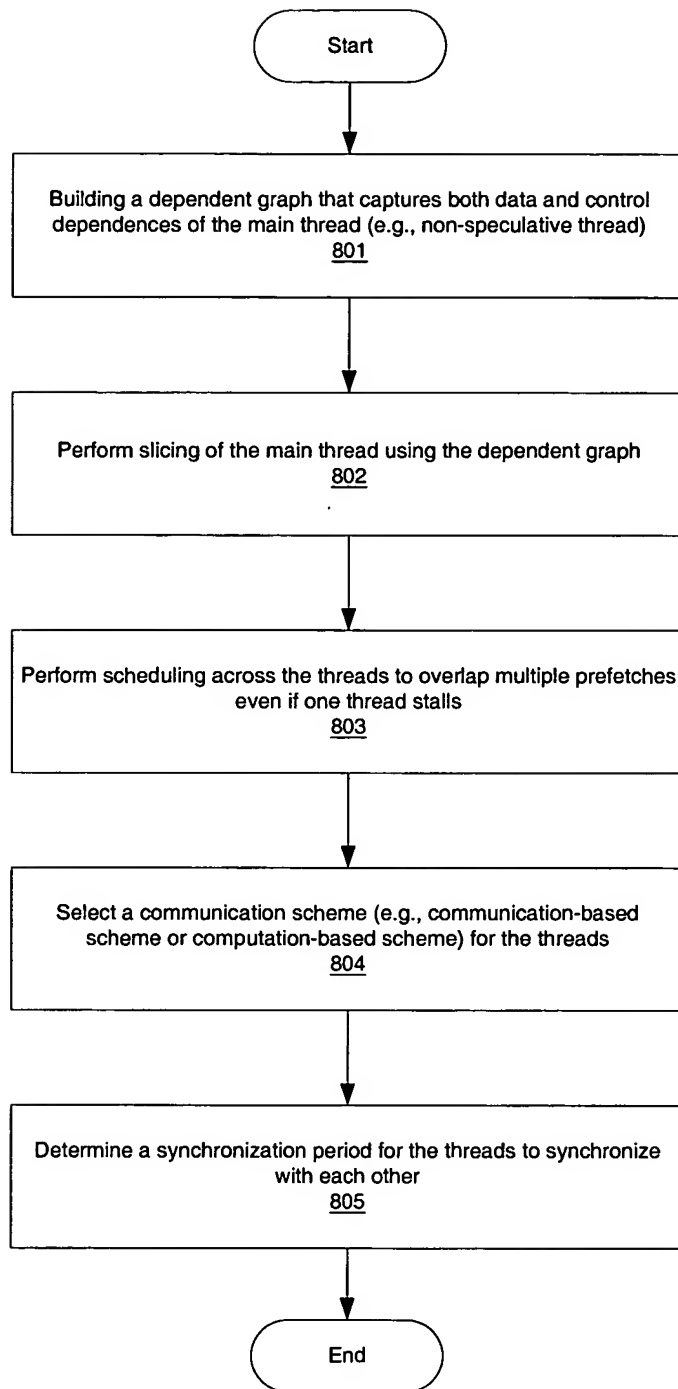 Start
Building a dependent graph that captures both data and control
dependences of the main thread (e.g., non-speculative thread)
801
Perform slicing of the main thread using the dependent graph
802
Perform scheduling across the threads to overlap multiple prefetches
even if one thread stalls
803
Select a communication scheme (e.g., communication-based
scheme or computation-based scheme) for the threads
804
Determine a synchronization period for the threads to synchronize
with each other
805
End